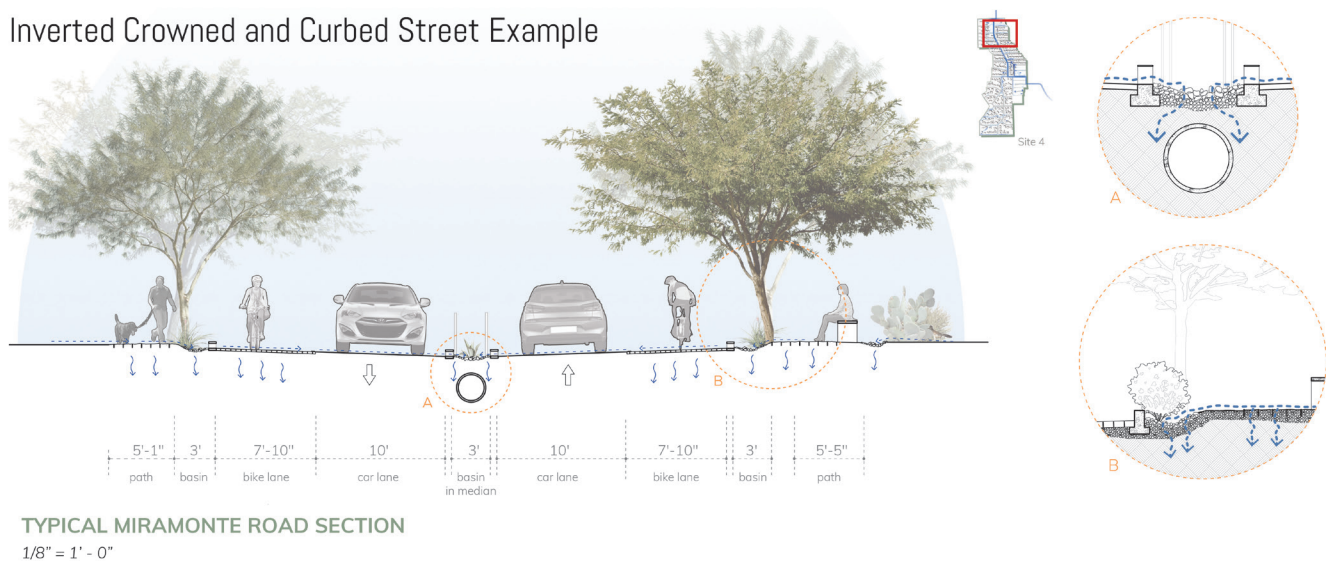 Inverted Crowned and Curbed Street Example
Site 4
A
B
A
B
5'-1" 3' 7'-10" 10' 3' 10' 7'-10" 3' 5'-5"
path basin bike lane car lane basin in median car lane bike lane basin path
TYPICAL MIRAMONTE ROAD SECTION
1/8" = 1' - 0"